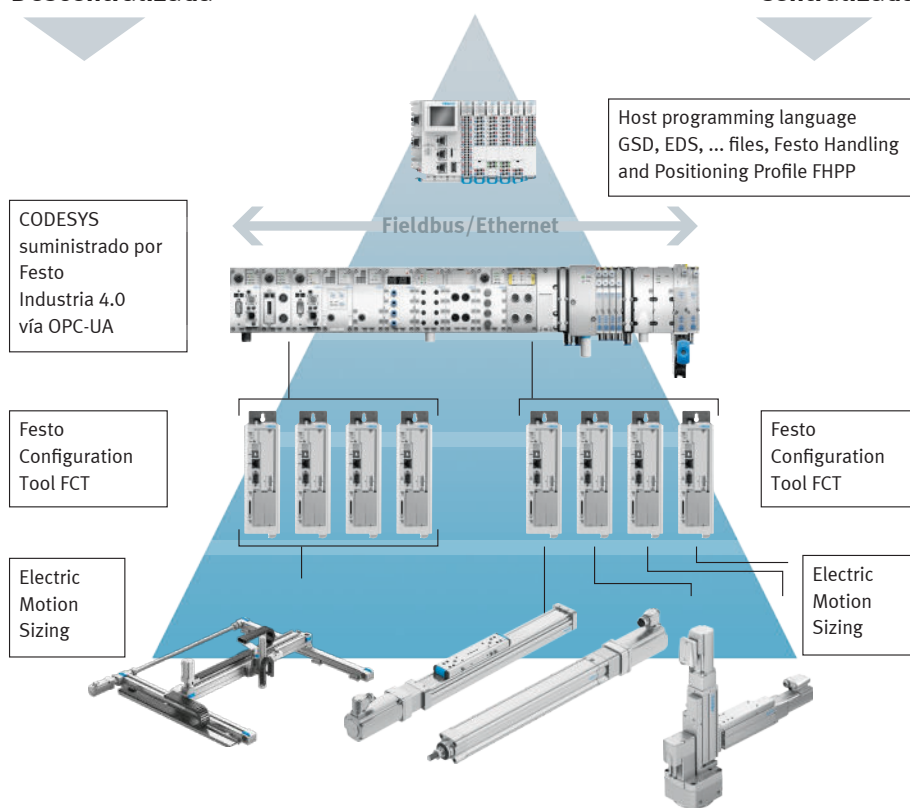 Descentralizada
Centralizada
Host programming language
GSD, EDS, ... files, Festo Handling
and Positioning Profile FHPP
CODESYS
suministrado por
Festo
Industria 4.0
vía OPC-UA
Fieldbus/Ethernet
Festo
Configuration
Tool FCT
Festo
Configuration
Tool FCT
Electric
Motion
Sizing
Electric
Motion
Sizing